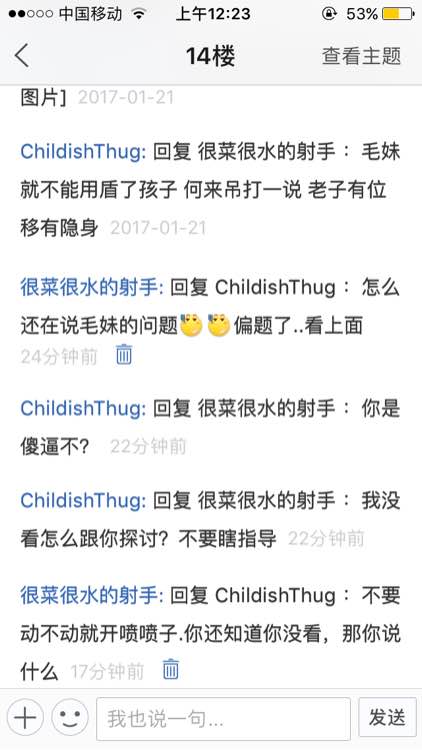 中国移动 上午12:23 53%
14楼 查看主题
图片] 2017-01-21
ChildishThug: 回复 很菜很水的射手 ：毛妹
就不能用盾了孩子 何来吊打一说 老子有位
移有隐身 2017-01-21
很菜很水的射手: 回复 ChildishThug ：怎么
还在说毛妹的问题偏题了..看上面
24分钟前
ChildishThug: 回复 很菜很水的射手 ：你是
傻逼不？ 22分钟前
ChildishThug: 回复 很菜很水的射手 ：我没
看怎么跟你探讨？不要瞎指导 22分钟前
很菜很水的射手: 回复 ChildishThug ：不要
动不动就开喷喷子.你还知道你没看，那你说
什么 17分钟前
我也说一句... 发送